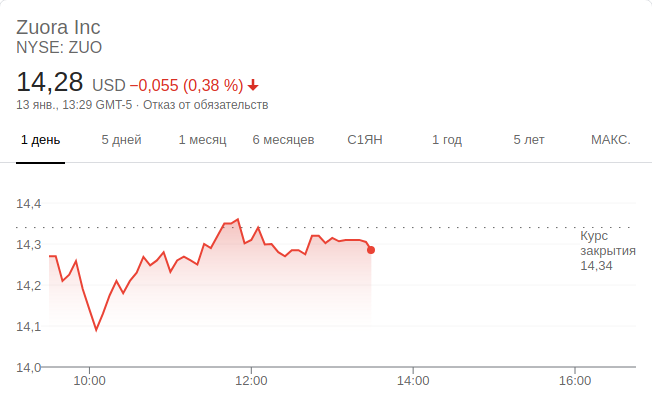 Zuora Inc
NYSE: ZUO
14,28 USD −0,055 (0,38 %)
13 янв., 13:29 GMT-5 · Отказ от обязательств
1 день 5 дней 1 месяц 6 месяцев С1ЯН 1 год 5 лет МАКС.
14,4
Курс
14,3 закрытия
14,34
14,2
14,1
14,0
10:00 12:00 14:00 16:00